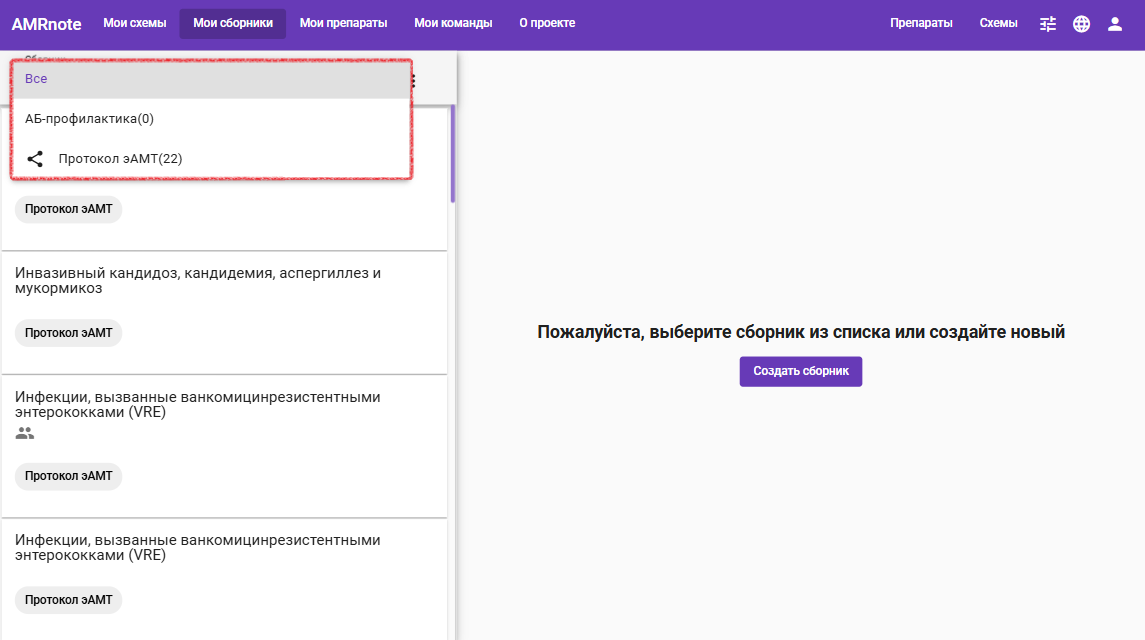 AMRnote Мои схемы Мои сборники Мои препараты Мои команды О проекте Препараты Схемы
Все
АБ-профилактика(0)
Протокол эАМТ(22)
Протокол эАМТ
Инвазивный кандидоз, кандидемия, аспергиллез и
мукормикоз
Протокол эАМТ
Инфекции, вызванные ванкомицинрезистентными
энтерококками (VRE)
Протокол эАМТ
Инфекции, вызванные ванкомицинрезистентными
энтерококками (VRE)
Протокол эАМТ
Пожалуйста, выберите сборник из списка или создайте новый
Создать сборник